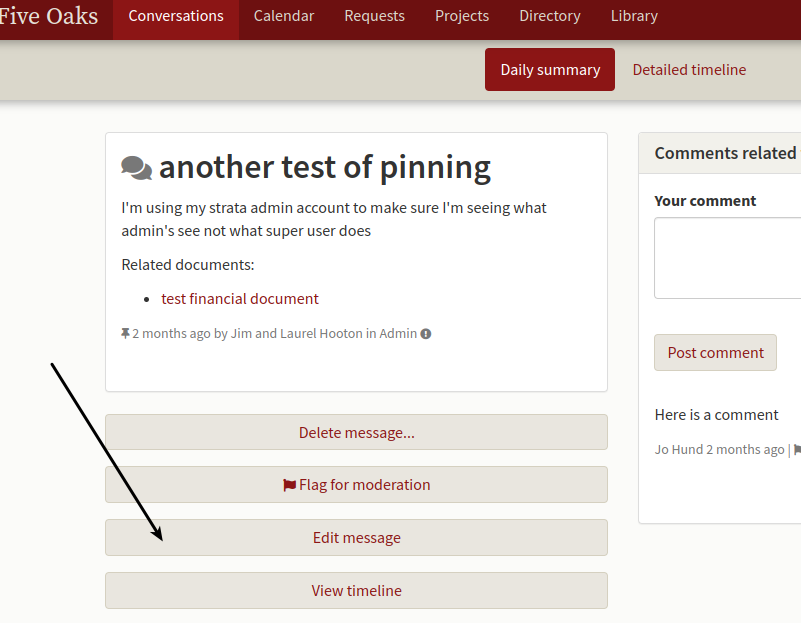 Five Oaks Conversations Calendar Requests Projects Directory Library
Daily summary Detailed timeline
another test of pinning
I'm using my strata admin account to make sure I'm seeing what
admin's see not what super user does
Related documents:
test financial document
2 months ago by Jim and Laurel Hooton in Admin
Delete message...
Flag for moderation
Edit message
View timeline
Comments related
Your comment
Post comment
Here is a comment
Jo Hund 2 months ago |